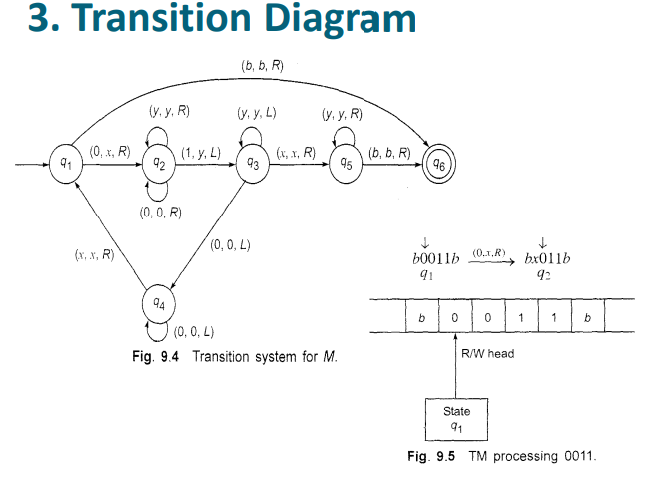 3. Transition Diagram
(b, b, R)
(y, y, R)
(y, y, L)
(y, y, R)
q1
(0, x, R)
q2
(1, y, L)
q3
(x, x, R)
q5
(b, b, R)
q6
(0, 0, R)
(x, x, R)
(0, 0, L)
q4
(0, 0, L)
Fig. 9.4 Transition system for M.
↓ ↓
b0011b (0,x,R) bx011b
q1 q2
b 0 0 1 1 b
R/W head
State
q1
Fig. 9.5 TM processing 0011.